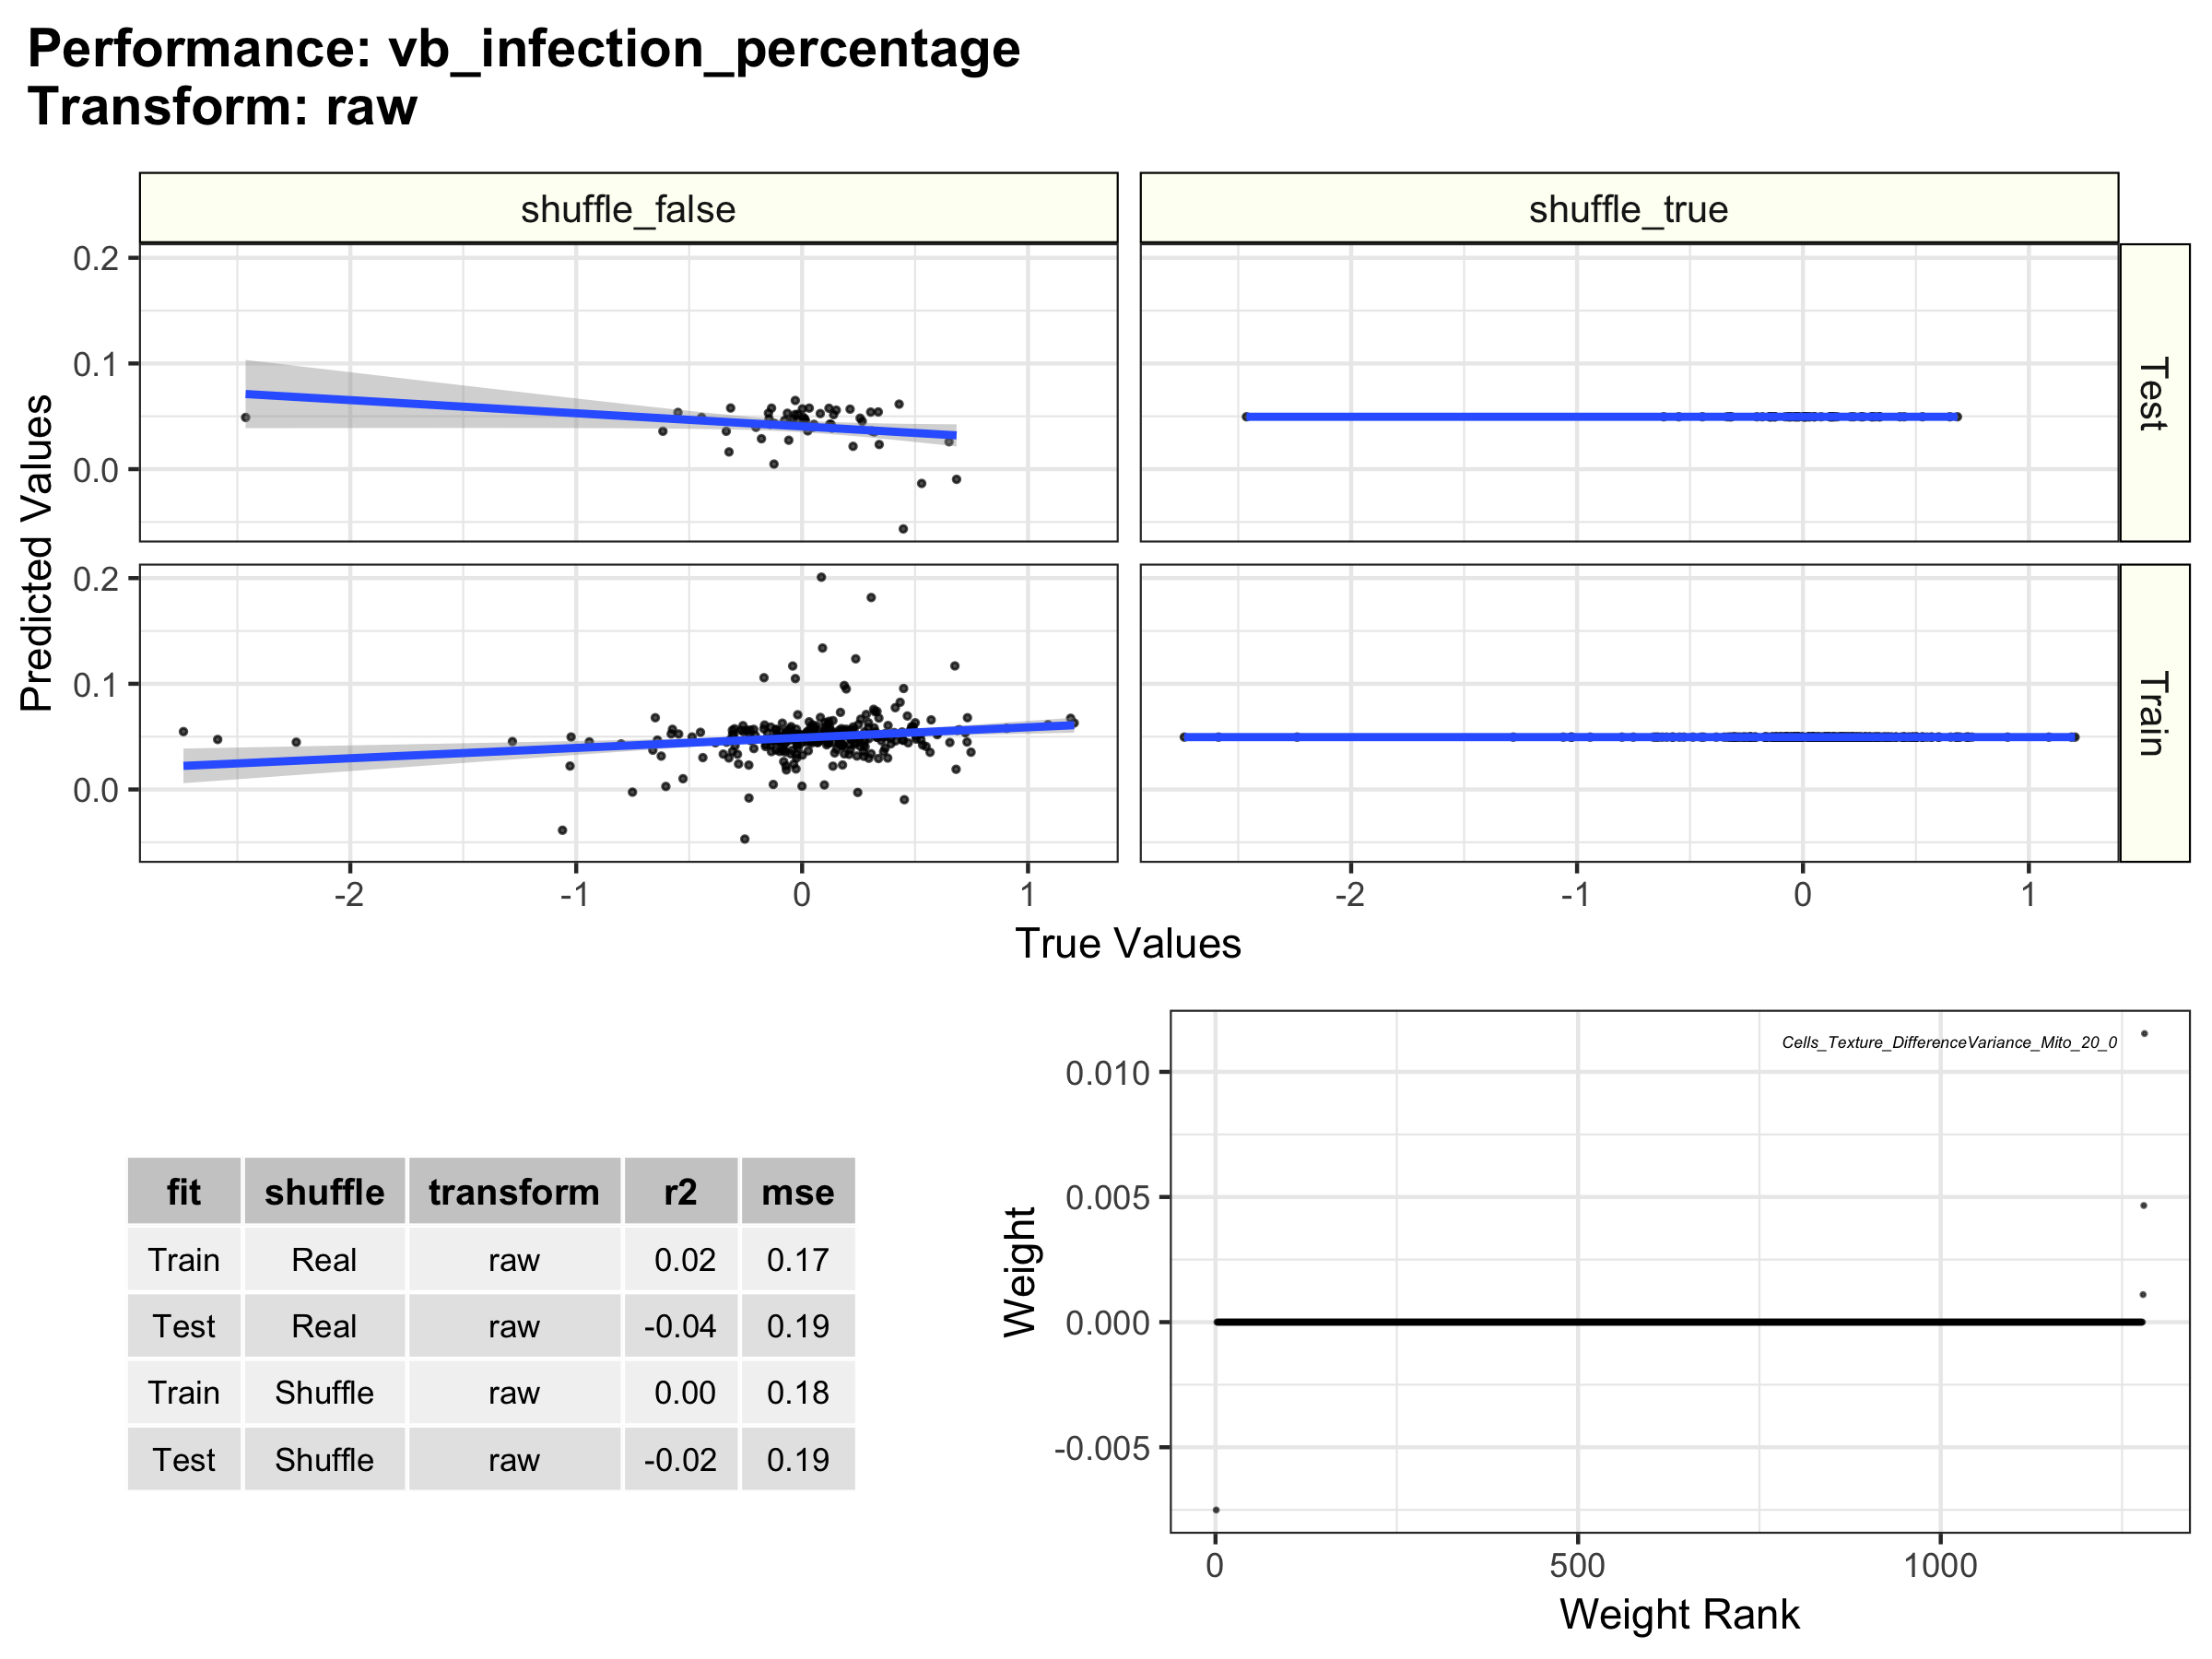 Performance: vb_infection_percentage
Transform: raw
shuffle_false
shuffle_true
0.2
0.1
0.0
Test
0.2
0.1
0.0
Train
Predicted Values
-2
-1
0
1
-2
-1
0
1
True Values
fit shuffle transform r2 mse
Train Real raw 0.02 0.17
Test Real raw -0.04 0.19
Train Shuffle raw 0.00 0.18
Test Shuffle raw -0.02 0.19
Cells_Texture_DifferenceVariance_Mito_20_0
0.010
0.005
0.000
-0.005
Weight
0
500
1000
Weight Rank